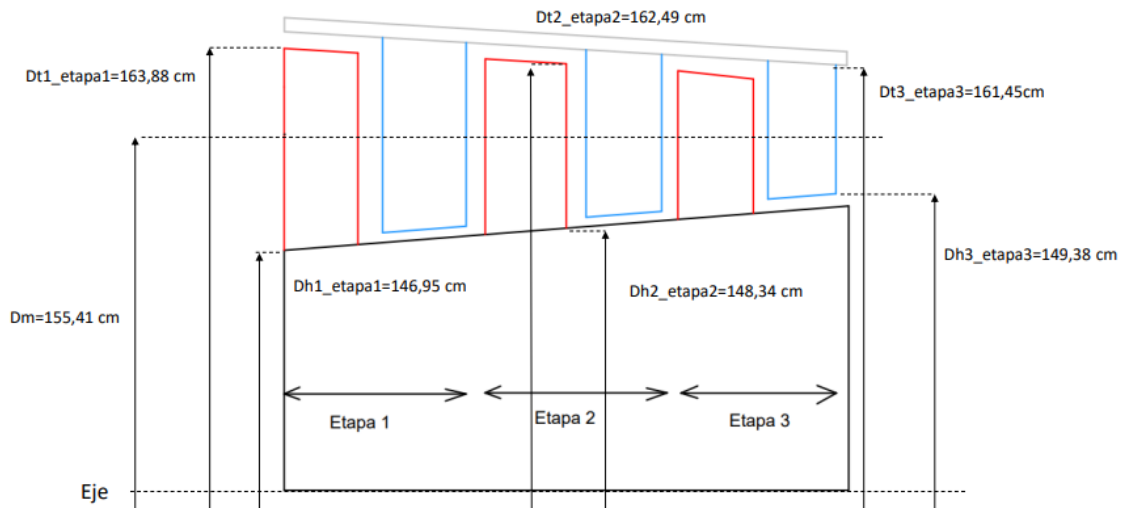 Dt2_etapa2=162,49 cm
Dt1_etapa1=163,88 cm
Dt3_etapa3=161,45cm
Dh3_etapa3=149,38 cm
Dh1_etapa1=146,95 cm
Dh2_etapa2=148,34 cm
Dm=155,41 cm
Etapa 1
Etapa 2
Etapa 3
Eje